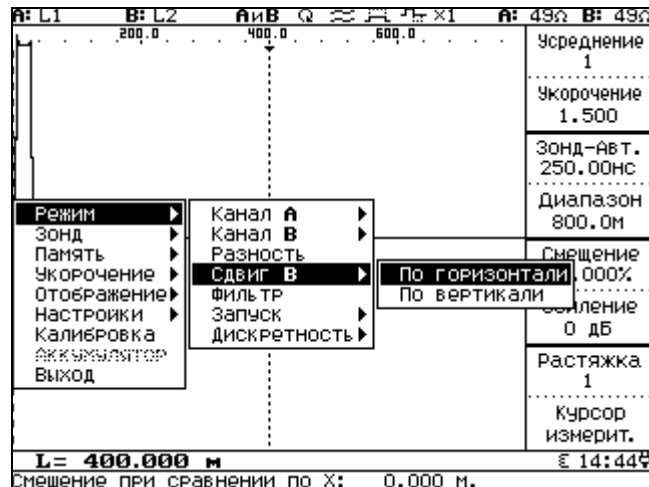 A: L1 B: L2 АиВ ×1 A: 49Ω B: 49Ω
200.0 400.0 600.0
Усреднение
1
Укорочение
1.500
Зонд-Авт.
250.00нс
Диапазон
800.0м
Смещение
.000%
0 дБ
Растяжка
1
Курсор
измерит.
Режим
Зонд
Память
Укорочение
Отображение
Настройки
Калибровка
Аккумулятор
Выход
Канал A
Канал B
Разность
Сдвиг B
Фильтр
Запуск
Дискретность
По горизонтали
По вертикали
L= 400.000 м
14:44
Смещение при сравнении по X: 0.000 м.